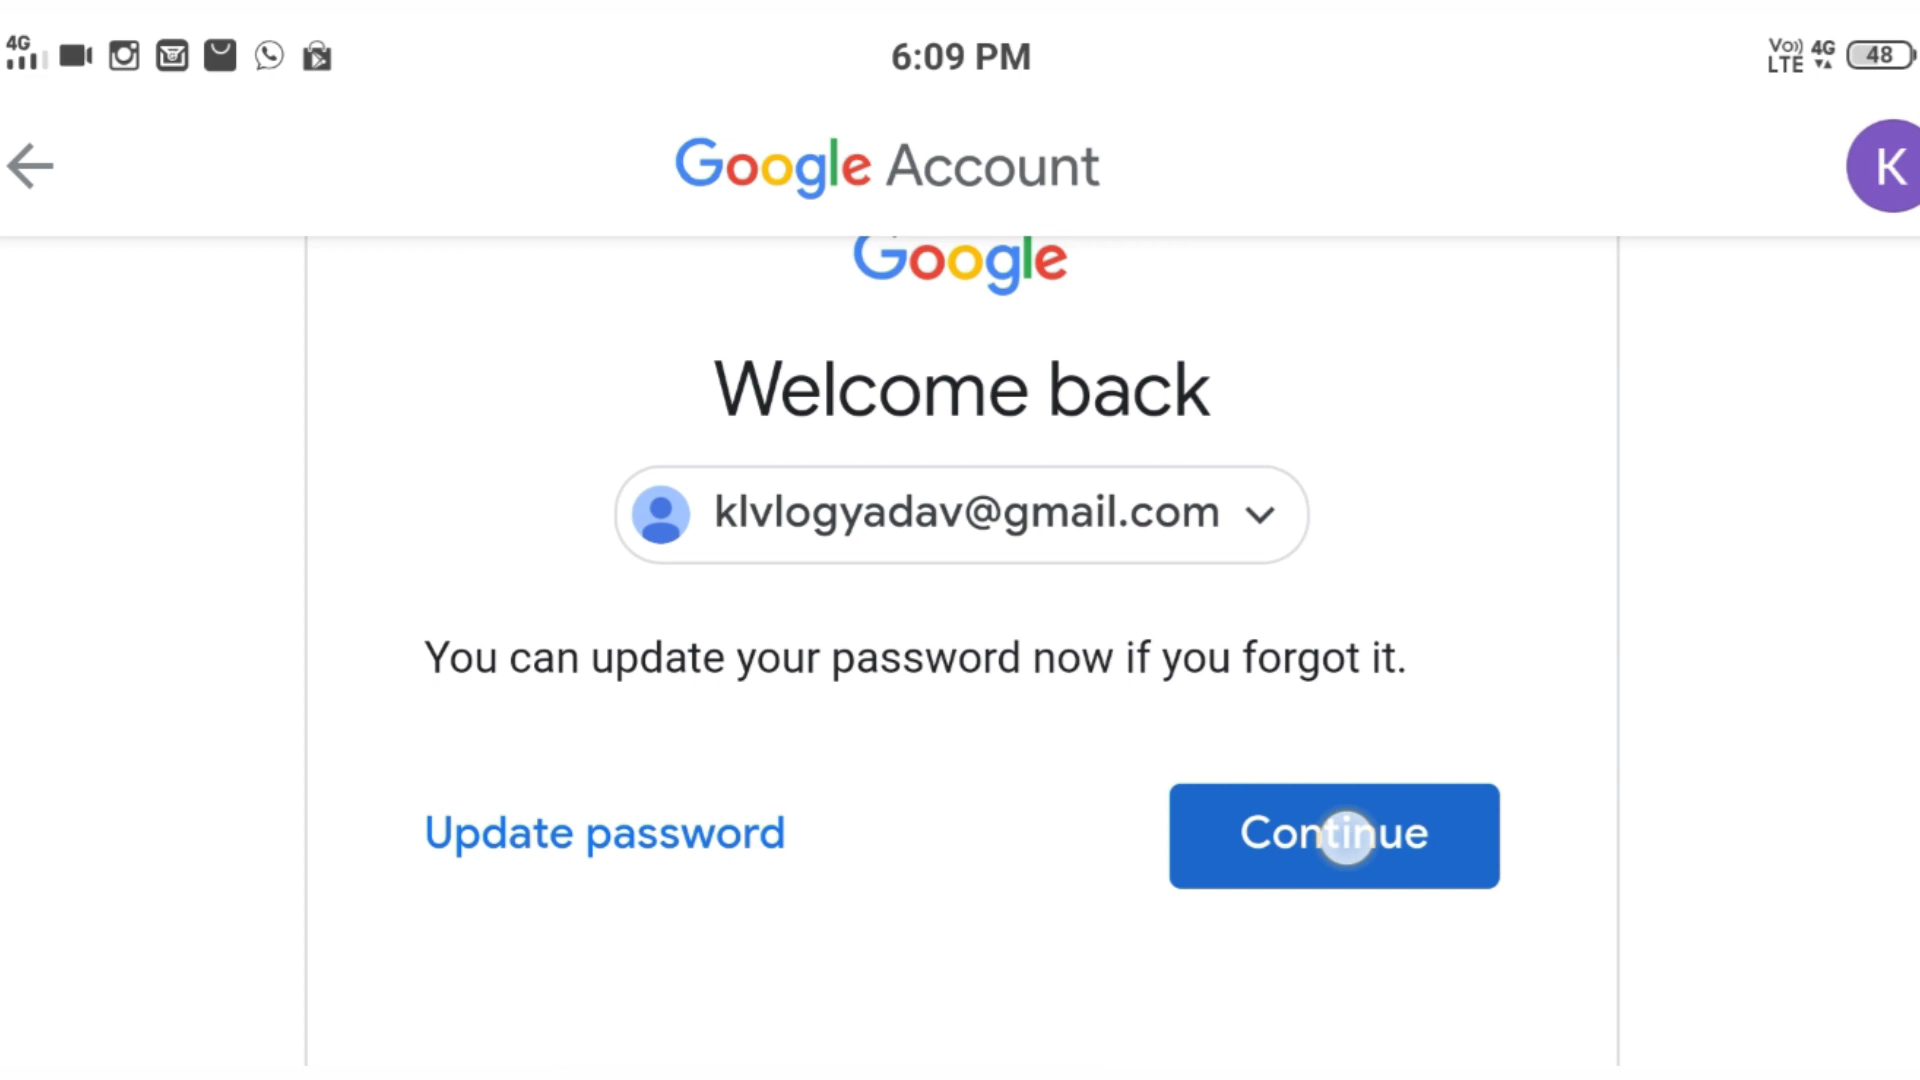 4G 6:09 PM Vo)) LTE 4G 48
Google Account K
Google
Welcome back
klvlogyadav@gmail.com
You can update your password now if you forgot it.
Update password Continue